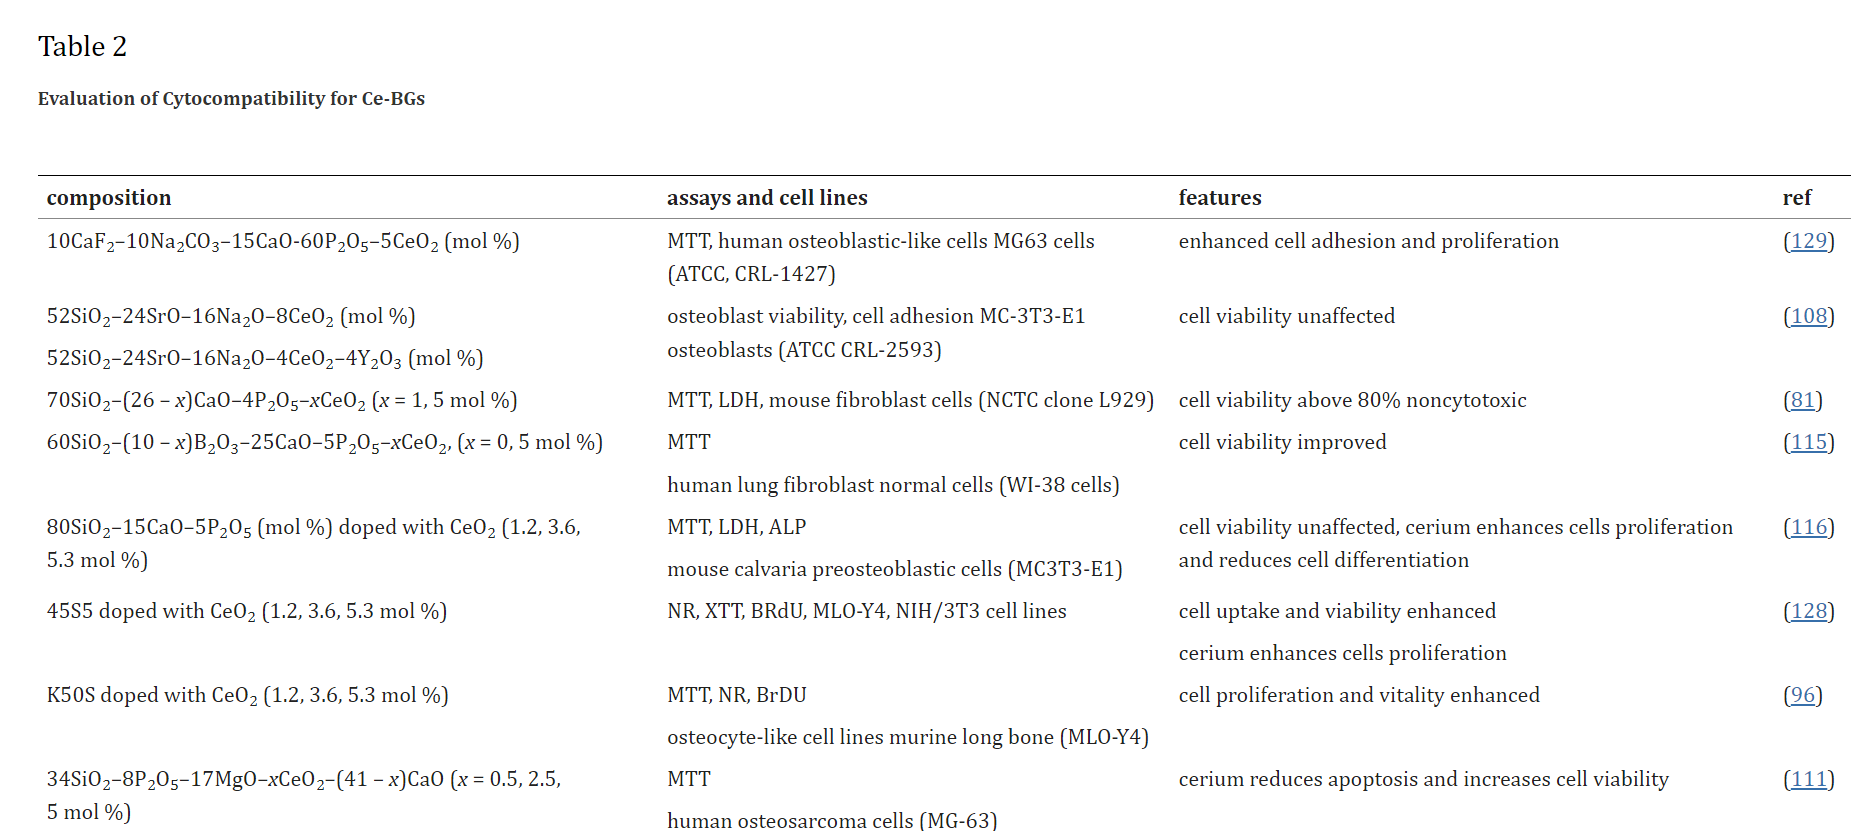 Table 2
Evaluation of Cytocompatibility for Ce-BGs
composition assays and cell lines features ref
10CaF₂–10Na₂CO₃–15CaO-60P₂O₅–5CeO₂ (mol %) MTT, human osteoblastic-like cells MG63 cells enhanced cell adhesion and proliferation (129)
(ATCC, CRL-1427)
52SiO₂–24SrO–16Na₂O–8CeO₂ (mol %) osteoblast viability, cell adhesion MC-3T3-E1 cell viability unaffected (108)
osteoblasts (ATCC CRL-2593)
52SiO₂–24SrO–16Na₂O–4CeO₂–4Y₂O₃ (mol %)
70SiO₂–(26 – x)CaO–4P₂O₅–xCeO₂ (x = 1, 5 mol %) MTT, LDH, mouse fibroblast cells (NCTC clone L929) cell viability above 80% noncytotoxic (81)
60SiO₂–(10 – x)B₂O₃–25CaO–5P₂O₅–xCeO₂, (x = 0, 5 mol %) MTT cell viability improved (115)
human lung fibroblast normal cells (WI-38 cells)
80SiO₂–15CaO–5P₂O₅ (mol %) doped with CeO₂ (1.2, 3.6, MTT, LDH, ALP cell viability unaffected, cerium enhances cells proliferation (116)
5.3 mol %) mouse calvaria preosteoblastic cells (MC3T3-E1) and reduces cell differentiation
45S5 doped with CeO₂ (1.2, 3.6, 5.3 mol %) NR, XTT, BRdU, MLO-Y4, NIH/3T3 cell lines cell uptake and viability enhanced (128)
cerium enhances cells proliferation
K50S doped with CeO₂ (1.2, 3.6, 5.3 mol %) MTT, NR, BrDU cell proliferation and vitality enhanced (96)
osteocyte-like cell lines murine long bone (MLO-Y4)
34SiO₂–8P₂O₅–17MgO–xCeO₂–(41 – x)CaO (x = 0.5, 2.5, MTT cerium reduces apoptosis and increases cell viability (111)
5 mol %) human osteosarcoma cells (MG-63)